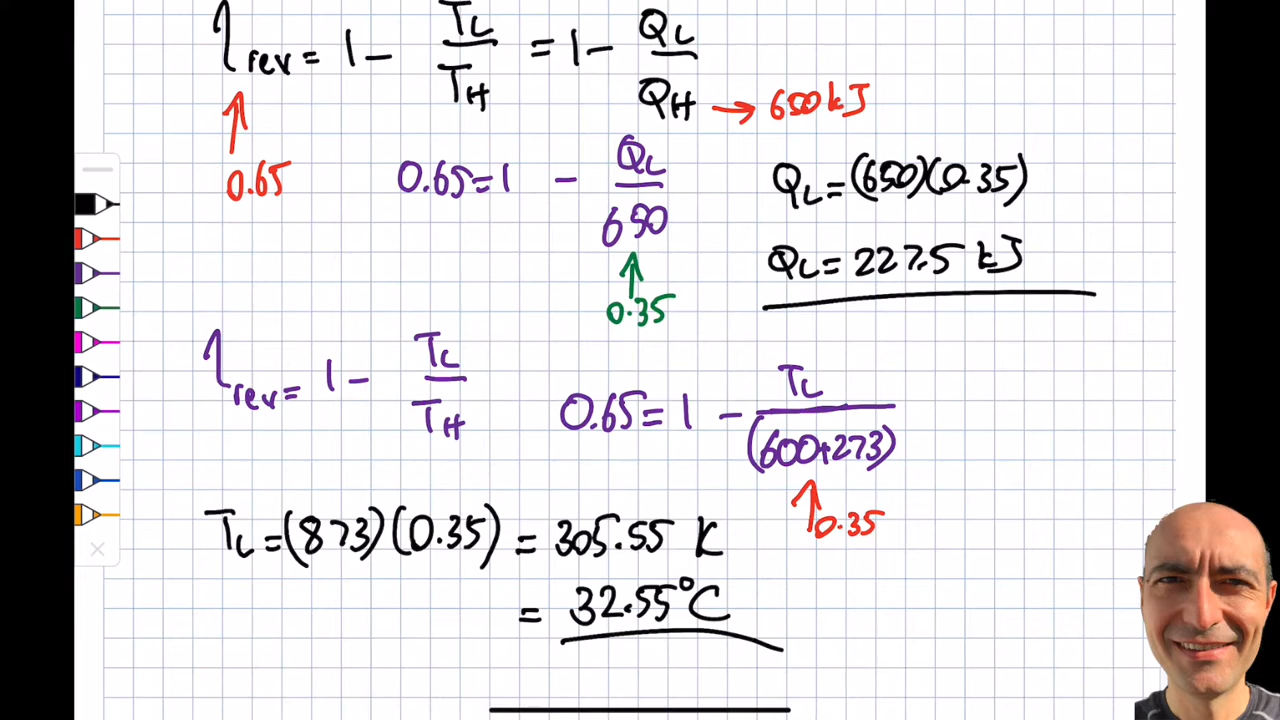 η_rev = 1 - T_L/T_H = 1 - Q_L/Q_H → 650 kJ
↑ 0.65
0.65 = 1 - Q_L/650
↑ 0.35
Q_L = (650)(0.35)
Q_L = 227.5 kJ
η_rev = 1 - T_L/T_H
0.65 = 1 - T_L/(600+273)
↑ 0.35
T_L = (873)(0.35) = 305.55 K
= 32.55°C